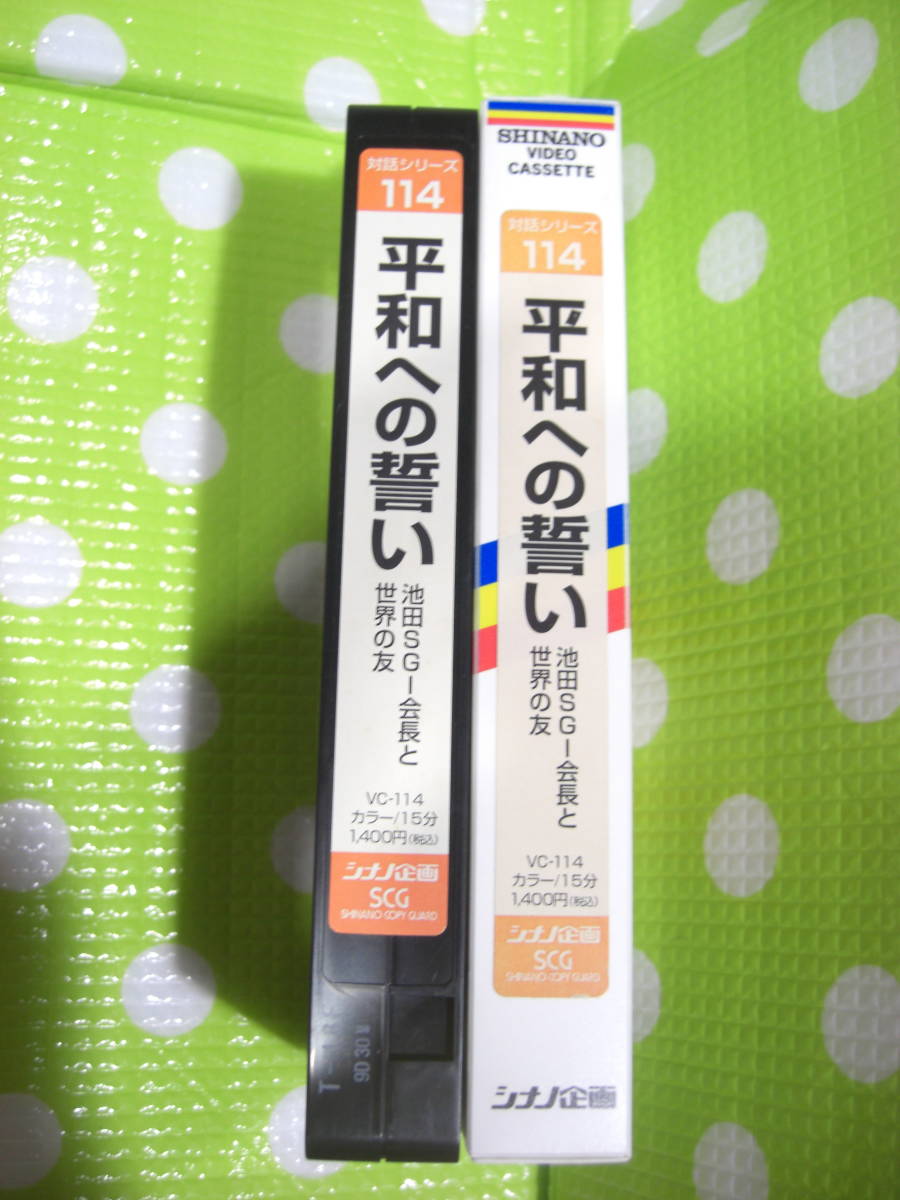 対話シリーズ
114
平和への誓い
池田SGI会長と
世界の友
VC-114
カラー/15分
1,400円(税込)
シナノ企画
SCG
SHINANO COPY GUARD
9D 30
SHINANO
VIDEO
CASSETTE
対話シリーズ
114
平和への誓い
池田SGI会長と
世界の友
VC-114
カラー/15分
1,400円(税込)
シナノ企画
SCG
SHINANO COPY GUARD
シナノ企画